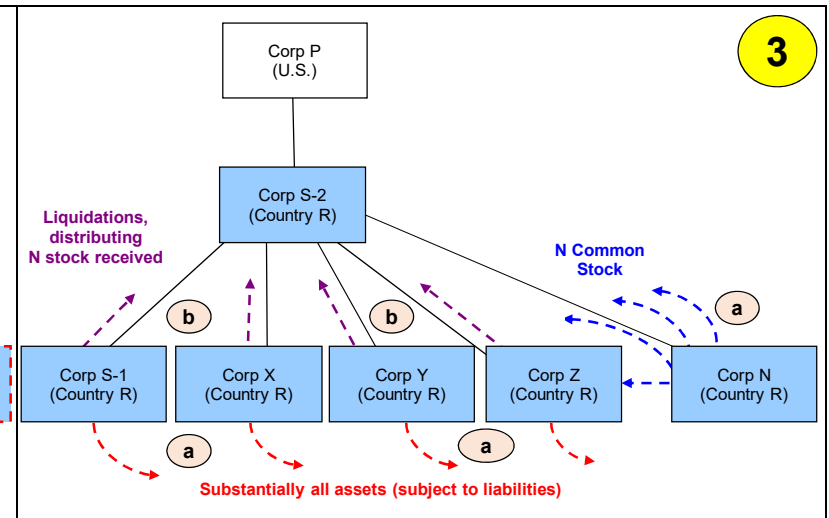 3
Corp P
(U.S.)
Corp S-2
(Country R)
Liquidations,
distributing
N stock received
N Common
Stock
a
b
b
Corp S-1
(Country R)
Corp X
(Country R)
Corp Y
(Country R)
Corp Z
(Country R)
Corp N
(Country R)
a
a
Substantially all assets (subject to liabilities)